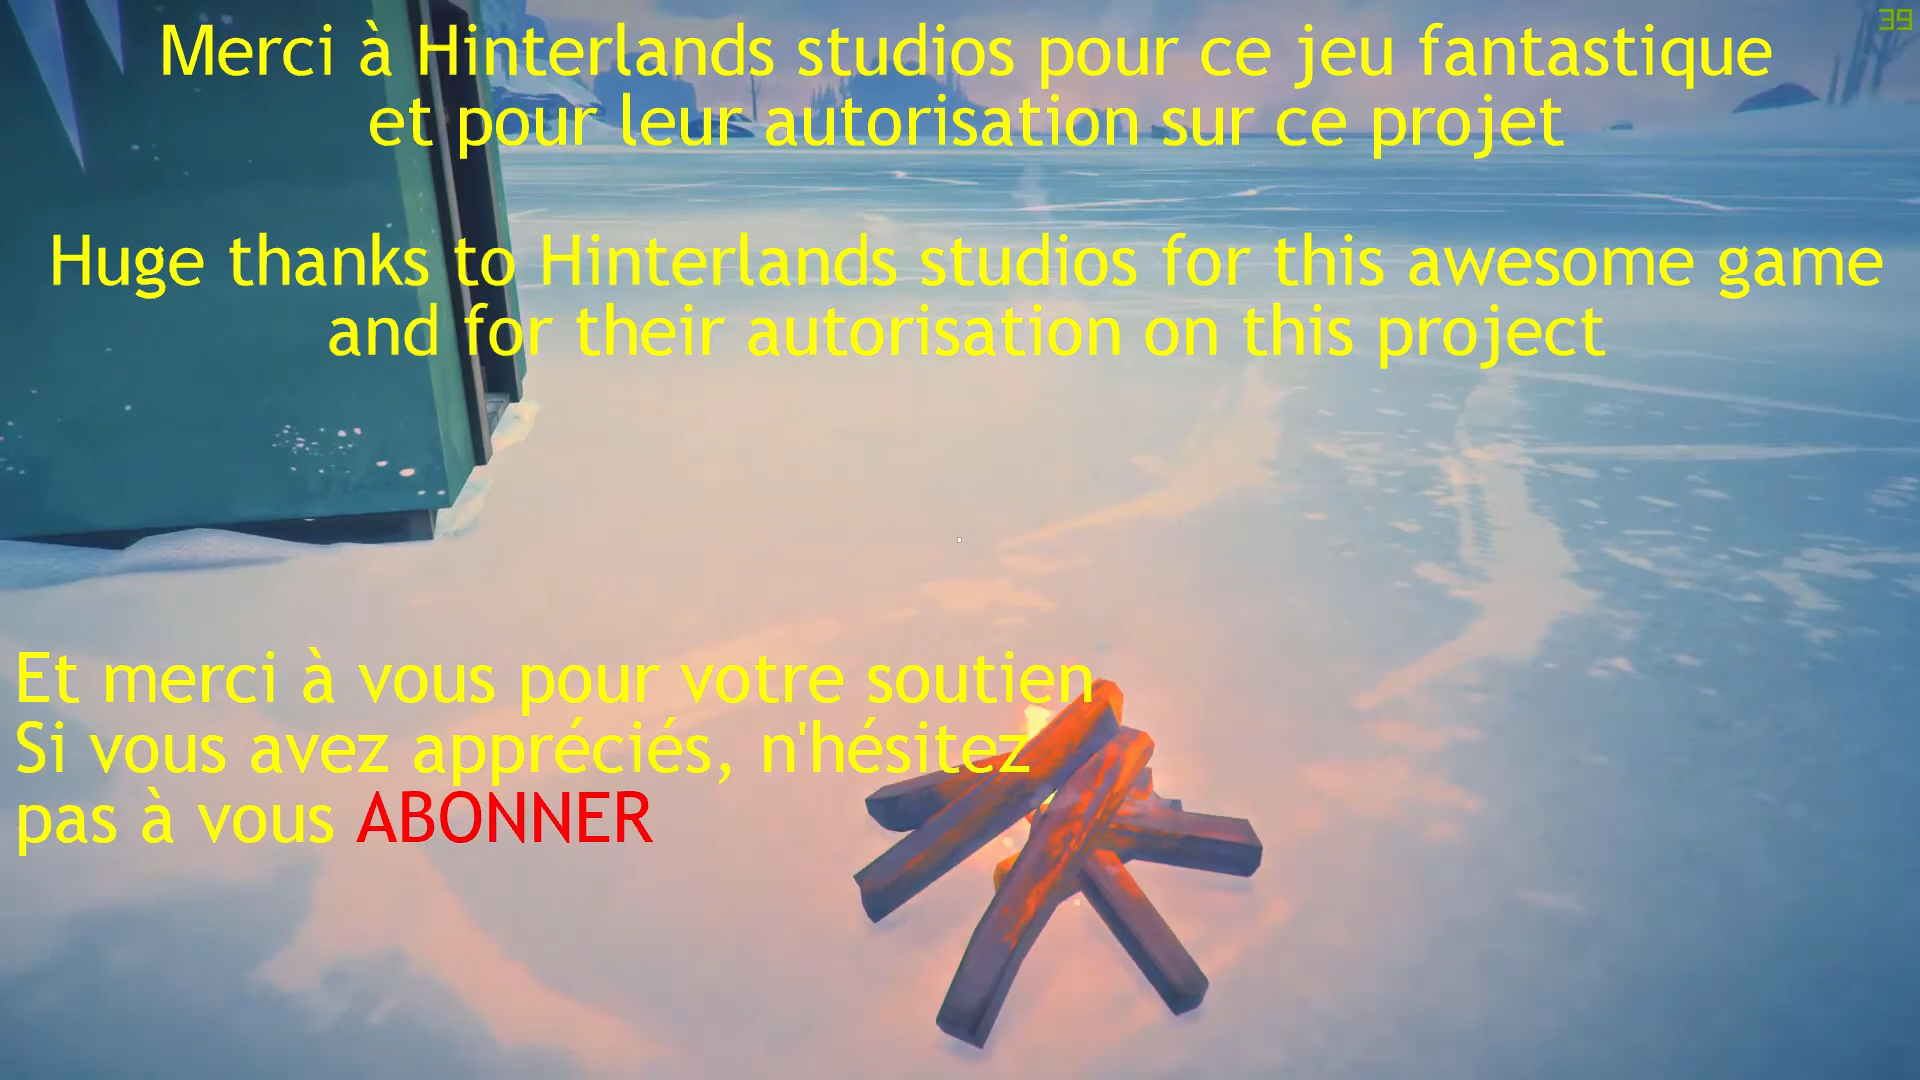 39
Merci à Hinterlands studios pour ce jeu fantastique
et pour leur autorisation sur ce projet
Huge thanks to Hinterlands studios for this awesome game
and for their autorisation on this project
Et merci à vous pour votre soutien
Si vous avez appréciés, n'hésitez
pas à vous ABONNER